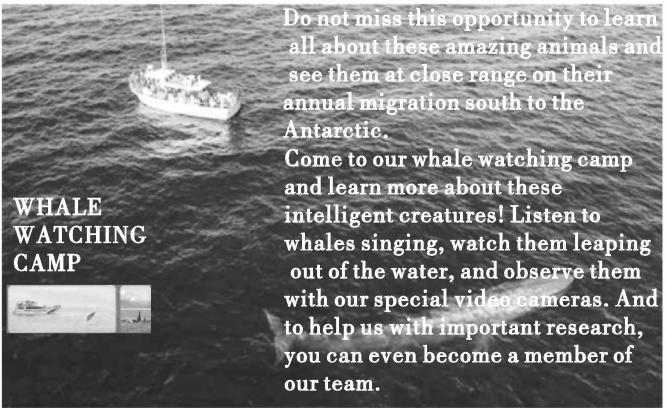 Do not miss this opportunity to learn
all about these amazing animals and
see them at close range on their
annual migration south to the
Antarctic.
Come to our whale watching camp
and learn more about these
intelligent creatures! Listen to
whales singing, watch them leaping
out of the water, and observe them
with our special video cameras. And
to help us with important research,
you can even become a member of
our team.
WHALE
WATCHING
CAMP